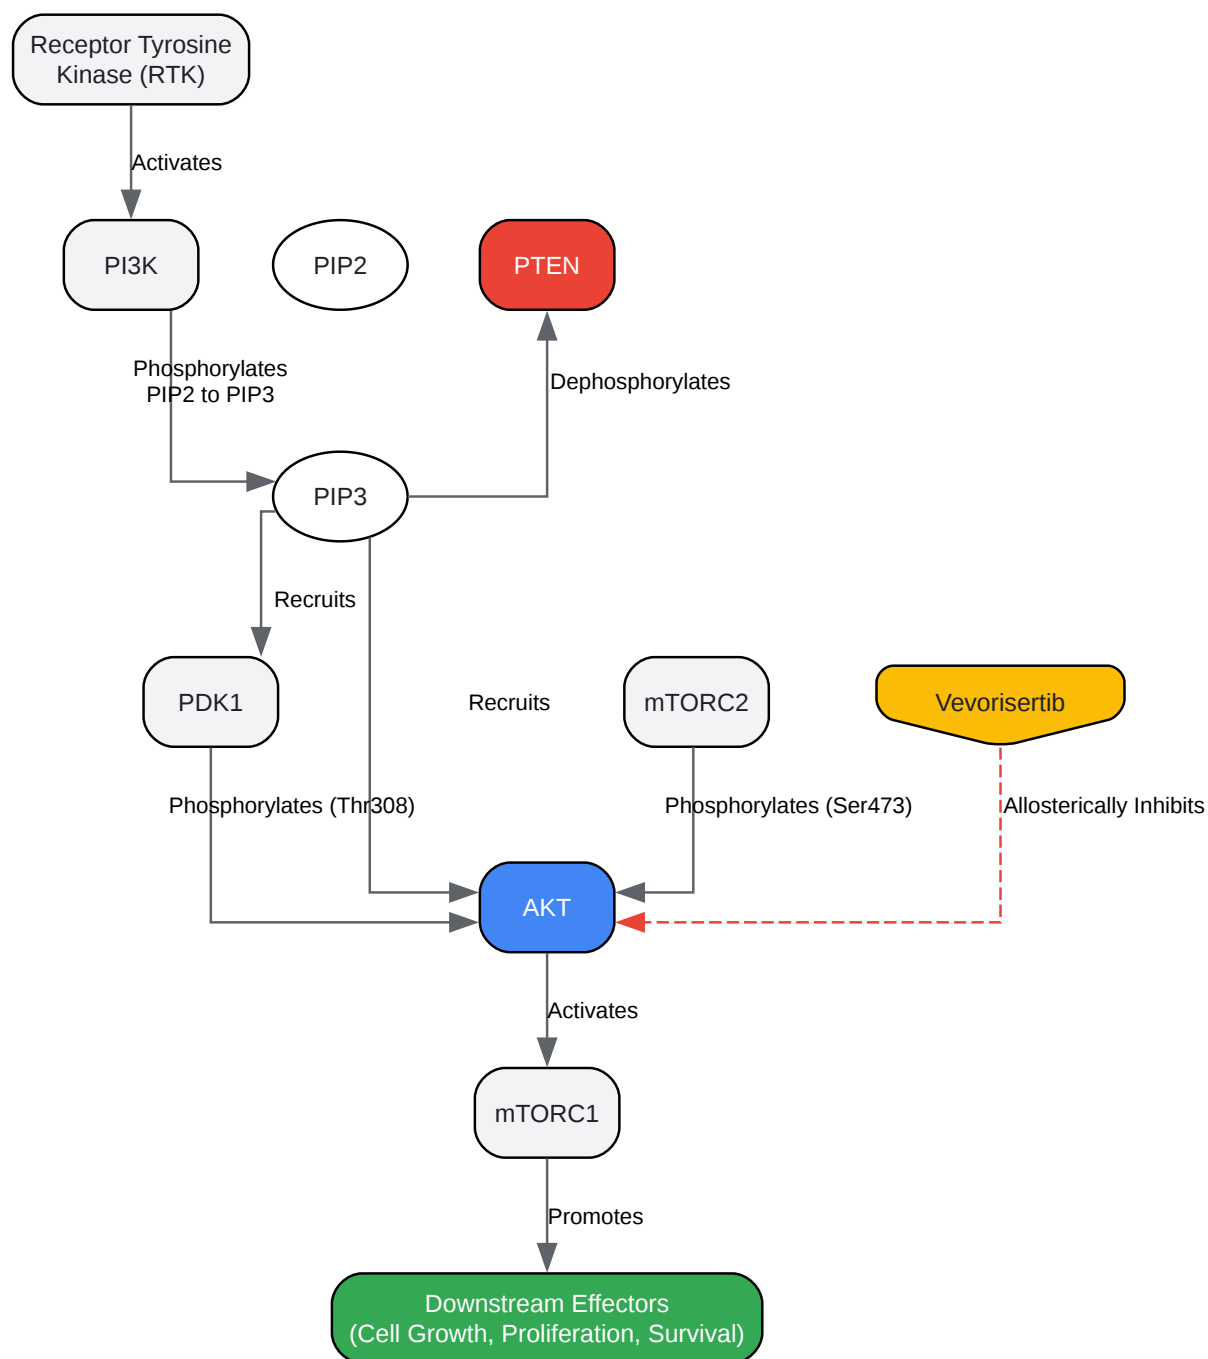 Receptor Tyrosine
Kinase (RTK)
Activates
PI3K
PIP2
PTEN
Phosphorylates
PIP2 to PIP3
Dephosphorylates
PIP3
Recruits
PDK1
Recruits
mTORC2
Vevorisertib
Phosphorylates (Thr308)
Phosphorylates (Ser473)
Allosterically Inhibits
AKT
Activates
mTORC1
Promotes
Downstream Effectors
(Cell Growth, Proliferation, Survival)